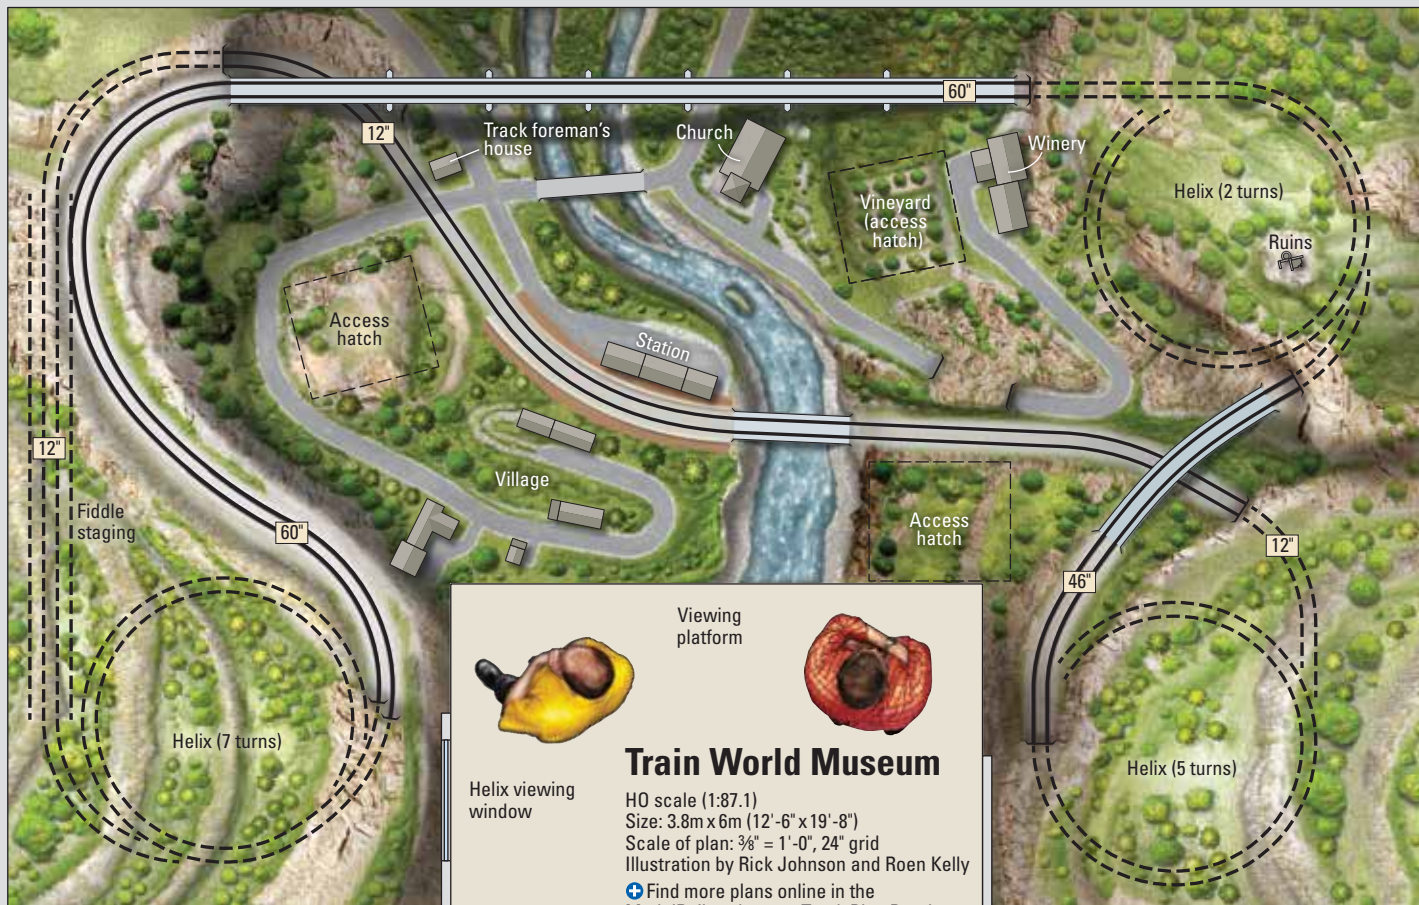 60"
12"
Track foreman's
house
Church
Winery
Vineyard
(access
hatch)
Helix (2 turns)
Ruins
Access
hatch
Station
12"
Village
Fiddle
staging
60"
Access
hatch
12"
46"
Viewing
platform
Helix (7 turns)
Helix (5 turns)
Helix viewing
window
Train World Museum
HO scale (1:87.1)
Size: 3.8m x 6m (12'-6" x 19'-8")
Scale of plan: ⅜" = 1'-0", 24" grid
Illustration by Rick Johnson and Roen Kelly
Find more plans online in the